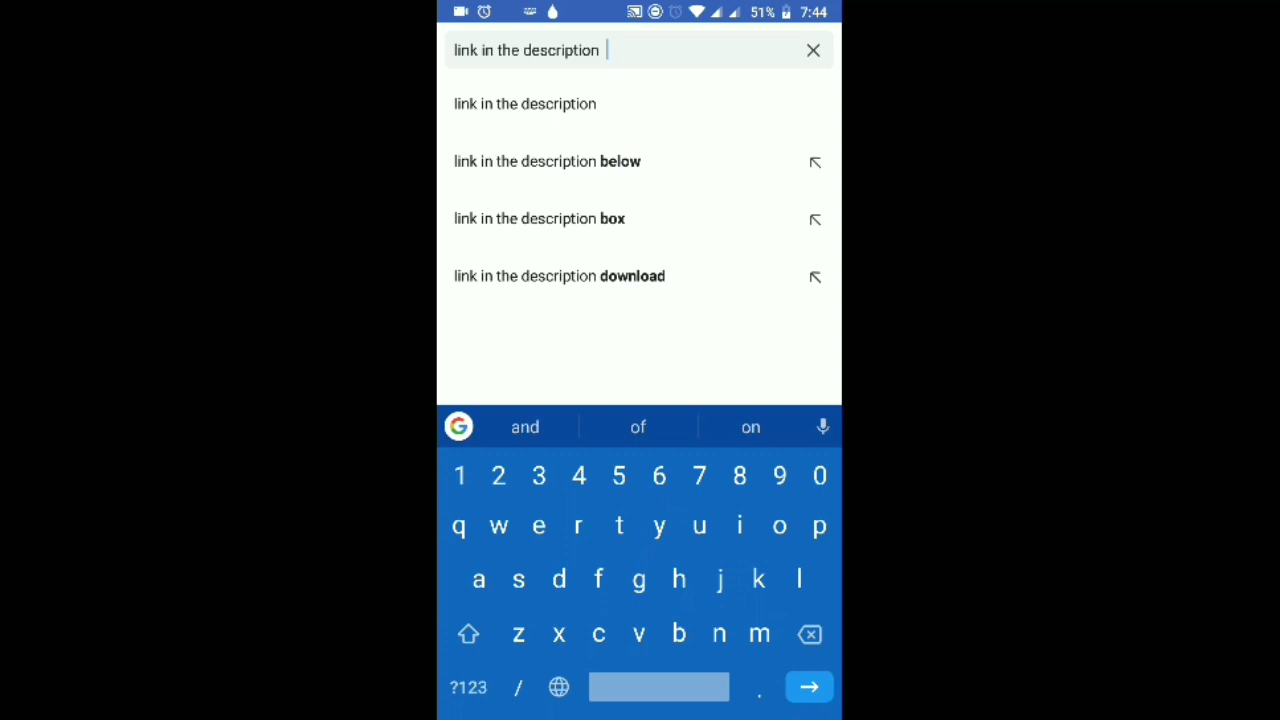 51% 7:44
link in the description
link in the description
link in the description below
link in the description box
link in the description download
G and of on
1 2 3 4 5 6 7 8 9 0
q w e r t y u i o p
a s d f g h j k l
z x c v b n m
?123 / .